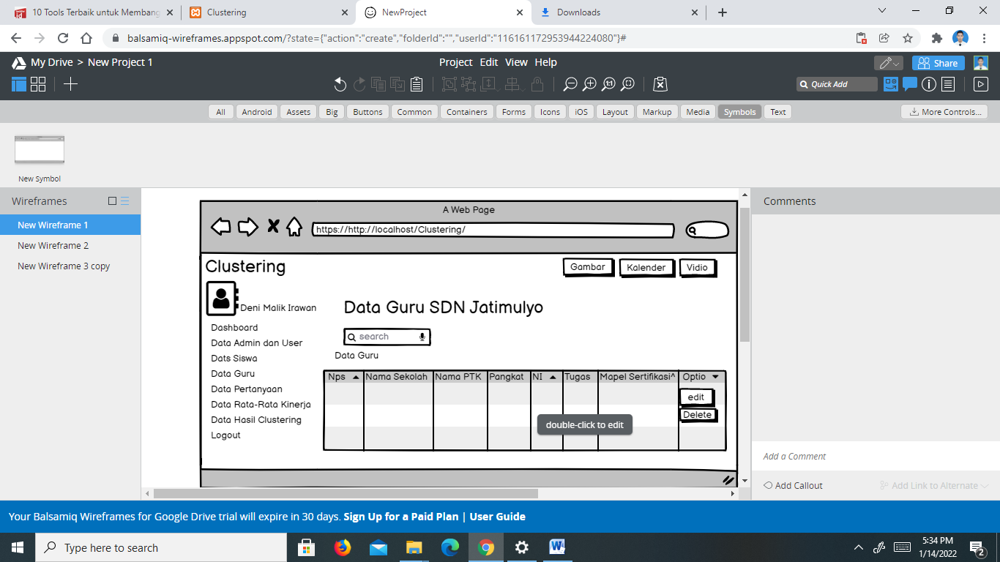 10 Tools Terbaik untuk Membang
Clustering
NewProject
Downloads
balsamiq-wireframes.appspot.com/?state={"action":"create","folderId":"","userId":"116161172953944224080"}#
My Drive > New Project 1
Project Edit View Help
Share
1:1
Quick Add
All Android Assets Big Buttons Common Containers Forms Icons iOS Layout Markup Media Symbols Text
More Controls...
New Symbol
Wireframes
New Wireframe 1
New Wireframe 2
New Wireframe 3 copy
A Web Page
https://http://localhost/Clustering/
Clustering
Gambar Kalender Vidio
Deni Malik Irawan
Dashboard
Data Admin dan User
Dats Siswa
Data Guru
Data Pertanyaan
Data Rata-Rata Kinerja
Data Hasil Clustering
Logout
Data Guru SDN Jatimulyo
search
Data Guru
Nps Nama Sekolah Nama PTK Pangkat NI Tugas Mapel Sertifikasi^ Optio
edit
Delete
double-click to edit
Comments
Add a Comment
Add Callout
Add Link to Alternate
Your Balsamiq Wireframes for Google Drive trial will expire in 30 days. Sign Up for a Paid Plan | User Guide
Type here to search
5:34 PM
1/14/2022
2